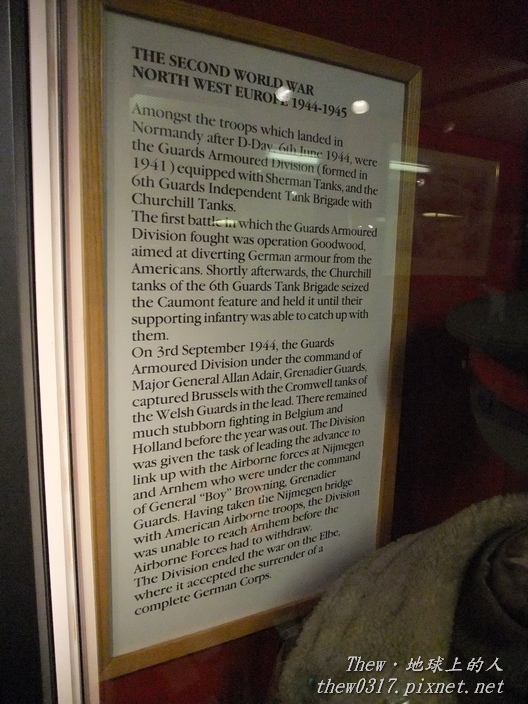 THE SECOND WORLD WAR
NORTH WEST EUROPE 1944-1945
Amongst the troops which landed in
Normandy after D-Day, 6th June 1944, were
the Guards Armoured Division (formed in
1941) equipped with Sherman Tanks, and the
6th Guards Independent Tank Brigade with
Churchill Tanks.
The first battle in which the Guards Armoured
Division fought was operation Goodwood,
aimed at diverting German armour from the
Americans. Shortly afterwards, the Churchill
tanks of the 6th Guards Tank Brigade seized
the Caumont feature and held it until their
supporting infantry was able to catch up with
them.
On 3rd September 1944, the Guards
Armoured Division under the command of
Major General Allan Adair, Grenadier Guards,
captured Brussels with the Cromwell tanks of
the Welsh Guards in the lead. There remained
much stubborn fighting in Belgium and
Holland before the year was out. The Division
was given the task of leading the advance to
link up with the Airborne forces at Nijmegen
and Arnhem who were under the command
of General "Boy" Browning, Grenadier
Guards. Having taken the Nijmegen bridge
with American Airborne troops, the Division
was unable to reach Arnhem before the
Airborne Forces had to withdraw.
The Division ended the war on the Elbe,
where it accepted the surrender of a
complete German Corps.
Thew·地球上的人
thew0317.pixnet.net